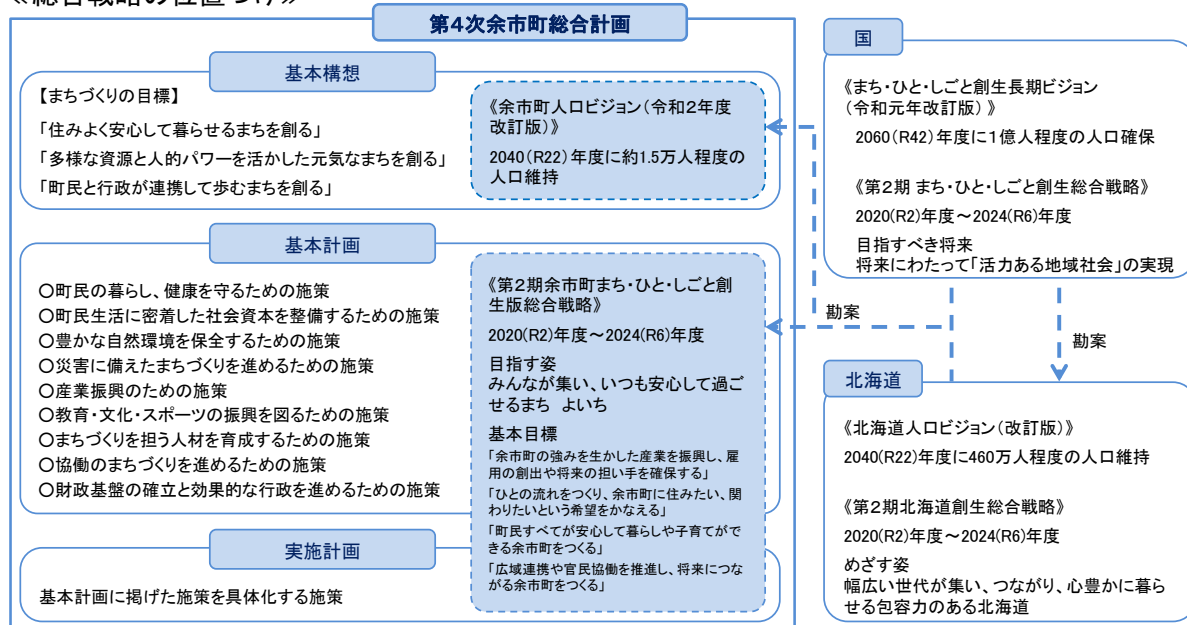 ≪総合戦略の位置づけ≫
第4次余市町総合計画
基本構想
【まちづくりの目標】
「住みよく安心して暮らせるまちを創る」
「多様な資源と人的パワーを活かした元気なまちを創る」
「町民と行政が連携して歩むまちを創る」
《余市町人口ビジョン(令和2年度
改訂版)》
2040(R22)年度に約1.5万人程度の
人口維持
基本計画
○町民の暮らし、健康を守るための施策
○町民生活に密着した社会資本を整備するための施策
○豊かな自然環境を保全するための施策
○災害に備えたまちづくりを進めるための施策
○産業振興のための施策
○教育・文化・スポーツの振興を図るための施策
○まちづくりを担う人材を育成するための施策
○協働のまちづくりを進めるための施策
○財政基盤の確立と効果的な行政を進めるための施策
《第2期余市町まち・ひと・しごと創
生版総合戦略》
2020(R2)年度~2024(R6)年度
目指す姿
みんなが集い、いつも安心して過ご
せるまち よいち
基本目標
「余市町の強みを生かした産業を振興し、雇
用の創出や将来の担い手を確保する」
「ひとの流れをつくり、余市町に住みたい、関
わりたいという希望をかなえる」
「町民すべてが安心して暮らしや子育てがで
きる余市町をつくる」
「広域連携や官民協働を推進し、将来につな
がる余市町をつくる」
実施計画
基本計画に掲げた施策を具体化する施策
国
《まち・ひと・しごと創生長期ビジョン
(令和元年改訂版) 》
2060(R42)年度に1億人程度の人口確保
《第2期 まち・ひと・しごと創生総合戦略》
2020(R2)年度~2024(R6)年度
目指すべき将来
将来にわたって「活力ある地域社会」の実現
勘案
勘案
北海道
《北海道人口ビジョン(改訂版)》
2040(R22)年度に460万人程度の人口維持
《第2期北海道創生総合戦略》
2020(R2)年度~2024(R6)年度
めざす姿
幅広い世代が集い、つながり、心豊かに暮ら
せる包容力のある北海道